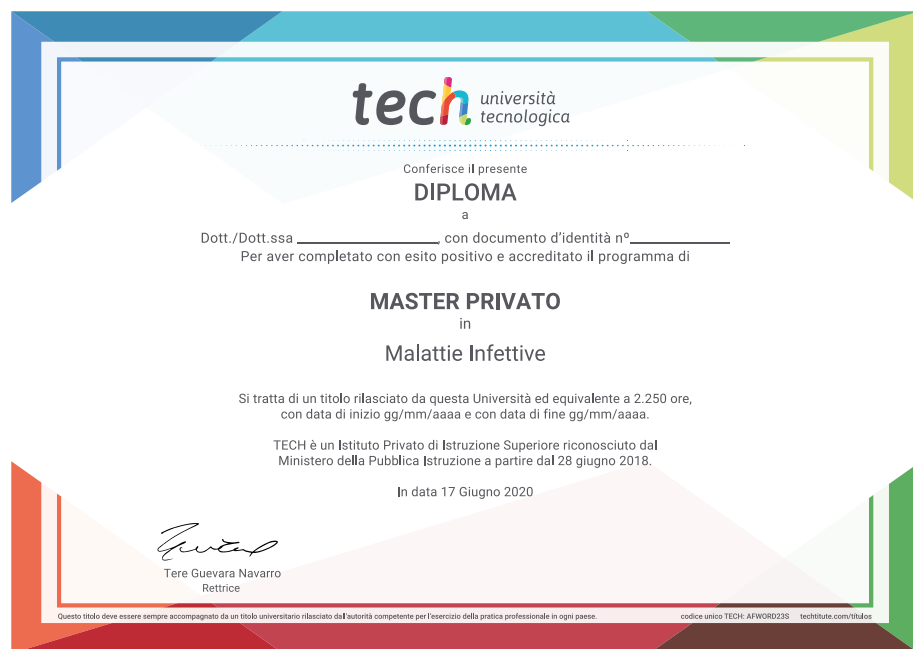 tech università
tecnologica
Conferisce il presente
DIPLOMA
a
Dott./Dott.ssa ____________________, con documento d'identità nº______________
Per aver completato con esito positivo e accreditato il programma di
MASTER PRIVATO
in
Malattie Infettive
Si tratta di un titolo rilasciato da questa Università ed equivalente a 2.250 ore,
con data di inizio gg/mm/aaaa e con data di fine gg/mm/aaaa.
TECH è un Istituto Privato di Istruzione Superiore riconosciuto dal
Ministero della Pubblica Istruzione a partire dal 28 giugno 2018.
In data 17 Giugno 2020
Tere Guevara Navarro
Rettrice
Questo titolo deve essere sempre accompagnato da un titolo universitario rilasciato dall'autorità competente per l'esercizio della pratica professionale in ogni paese.
codice unico TECH: AFWORD23S techtitute.com/titulos